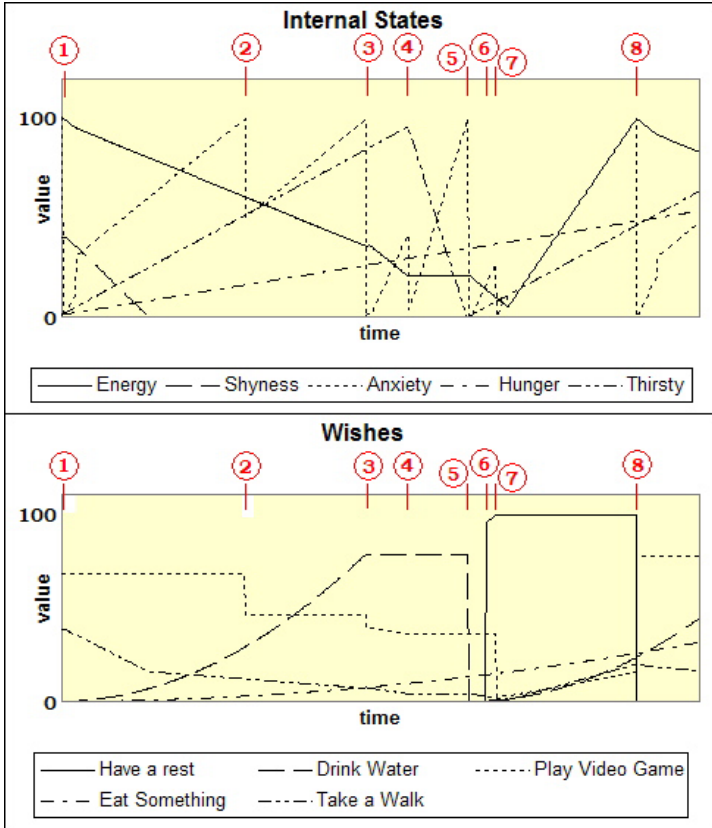 Internal States
1 2 3 4 5 6 7 8
100
value
0
time
Energy Shyness Anxiety Hunger Thirsty
Wishes
1 2 3 4 5 6 7 8
100
value
0
time
Have a rest Drink Water Play Video Game
Eat Something Take a Walk